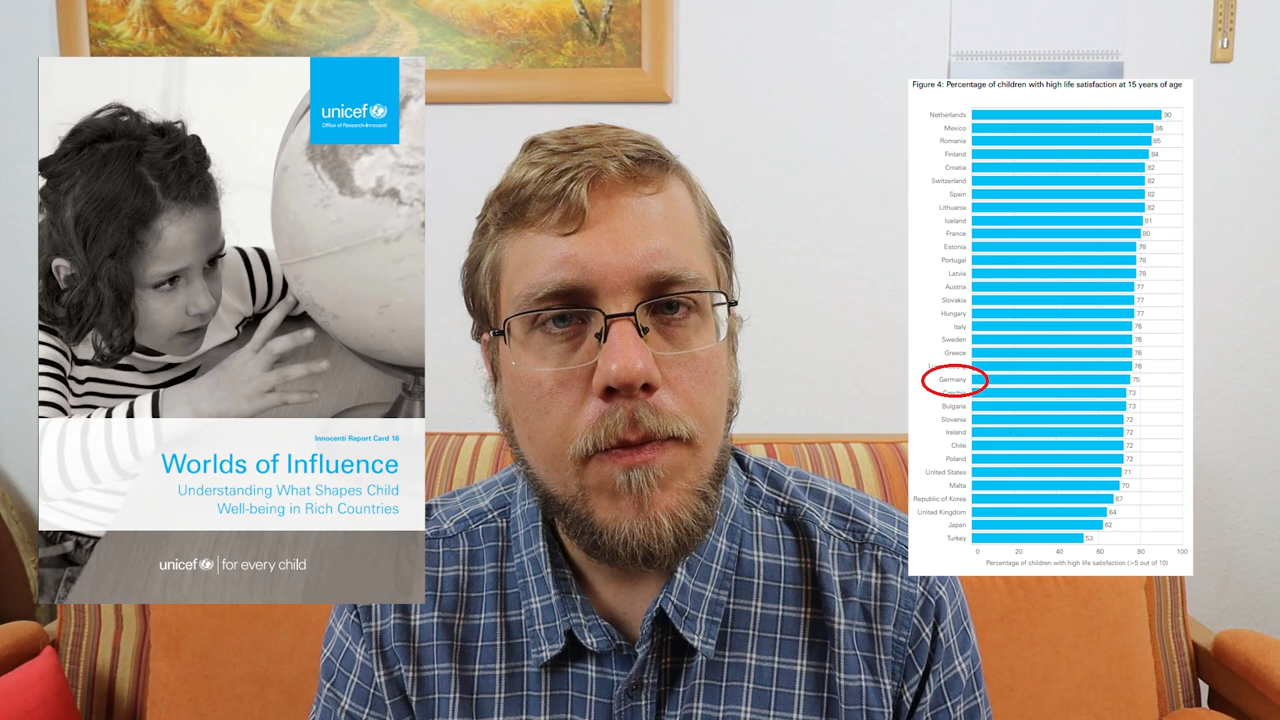 unicef
Office of Research-Innocenti
Innocenti Report Card 16
Worlds of Influence
Understanding What Shapes Child
Well-being in Rich Countries
unicef for every child
Figure 4: Percentage of children with high life satisfaction at 15 years of age
Netherlands 90
Mexico 86
Romania 85
Finland 84
Croatia 82
Switzerland 82
Spain 82
Lithuania 82
Iceland 81
France 80
Estonia 78
Portugal 78
Latvia 78
Austria 77
Slovakia 77
Hungary 77
Italy 76
Sweden 76
Greece 76
76
Germany 75
73
Bulgaria 73
Slovenia 72
Ireland 72
Chile 72
Poland 72
United States 71
Malta 70
Republic of Korea 67
United Kingdom 64
Japan 62
Turkey 53
0 20 40 60 80 100
Percentage of children with high life satisfaction (>5 out of 10)